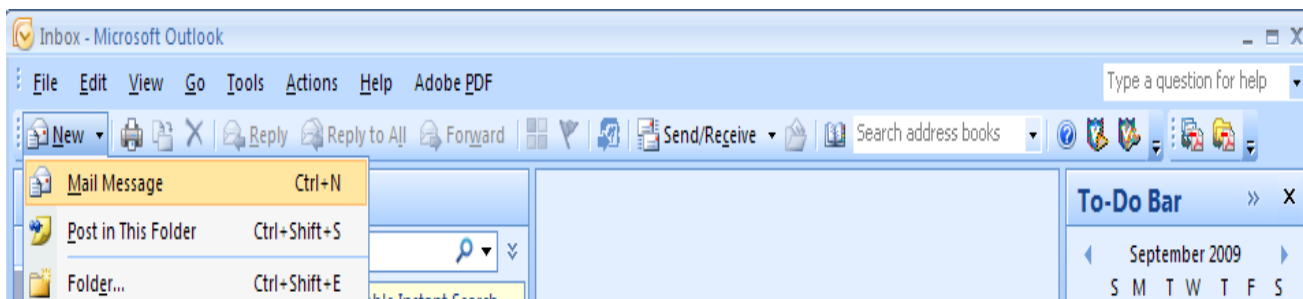 Inbox - Microsoft Outlook
File Edit View Go Tools Actions Help Adobe PDF Type a question for help
New Reply Reply to All Forward Send/Receive Search address books
Mail Message Ctrl+N
To-Do Bar
Post in This Folder Ctrl+Shift+S
September 2009
Folder... Ctrl+Shift+E
Instant Search
S M T W T F S